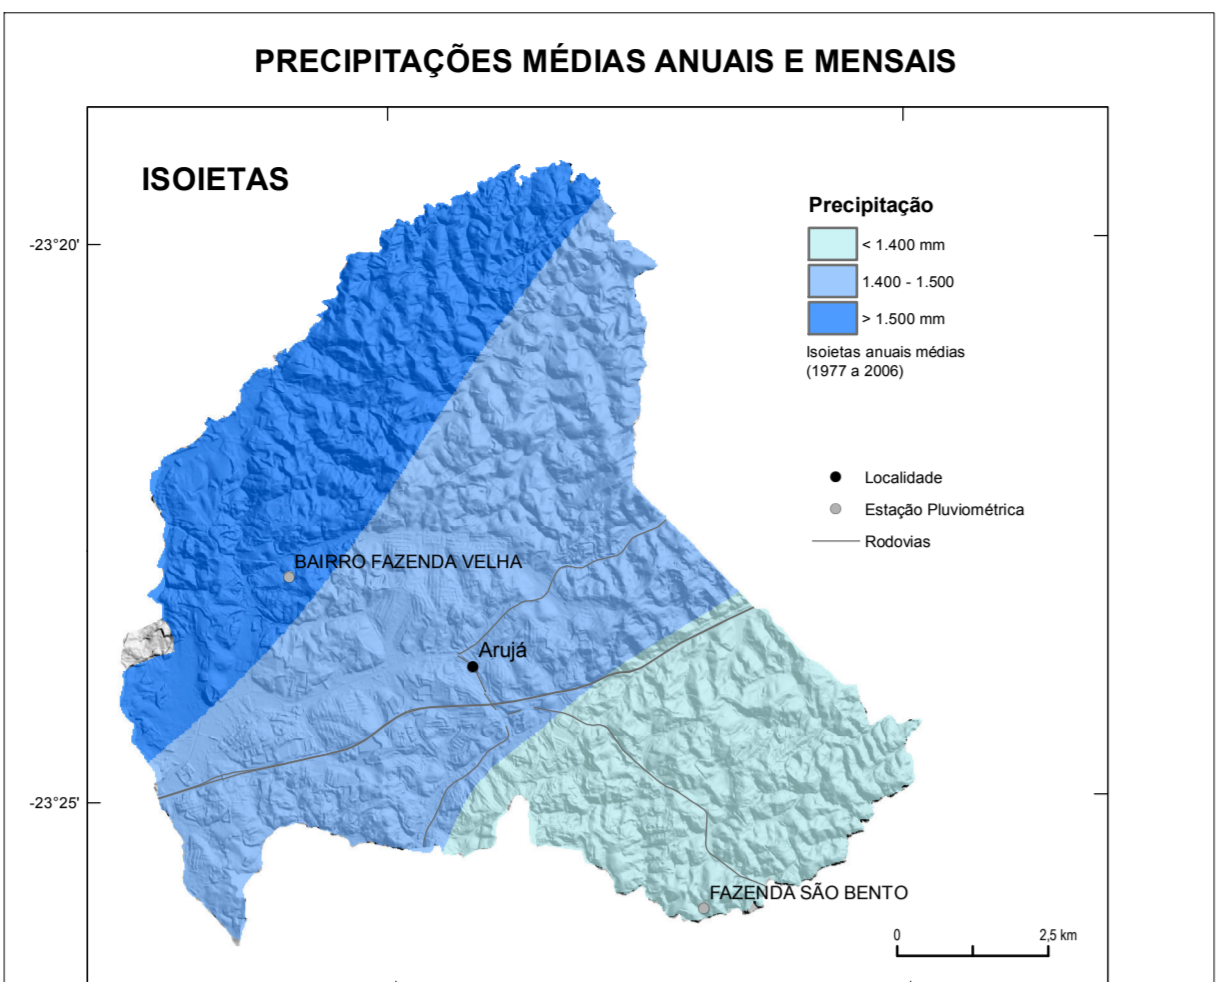 PRECIPITAÇÕES MÉDIAS ANUAIS E MENSAIS
ISOIETAS
Precipitação
< 1.400 mm
1.400 - 1.500
> 1.500 mm
Isoietas anuais médias
(1977 a 2006)
-23°20'
Localidade
Estação Pluviométrica
Rodovias
BAIRRO FAZENDA VELHA
Arujá
-23°25'
FAZENDA SÃO BENTO
0 2,5 km